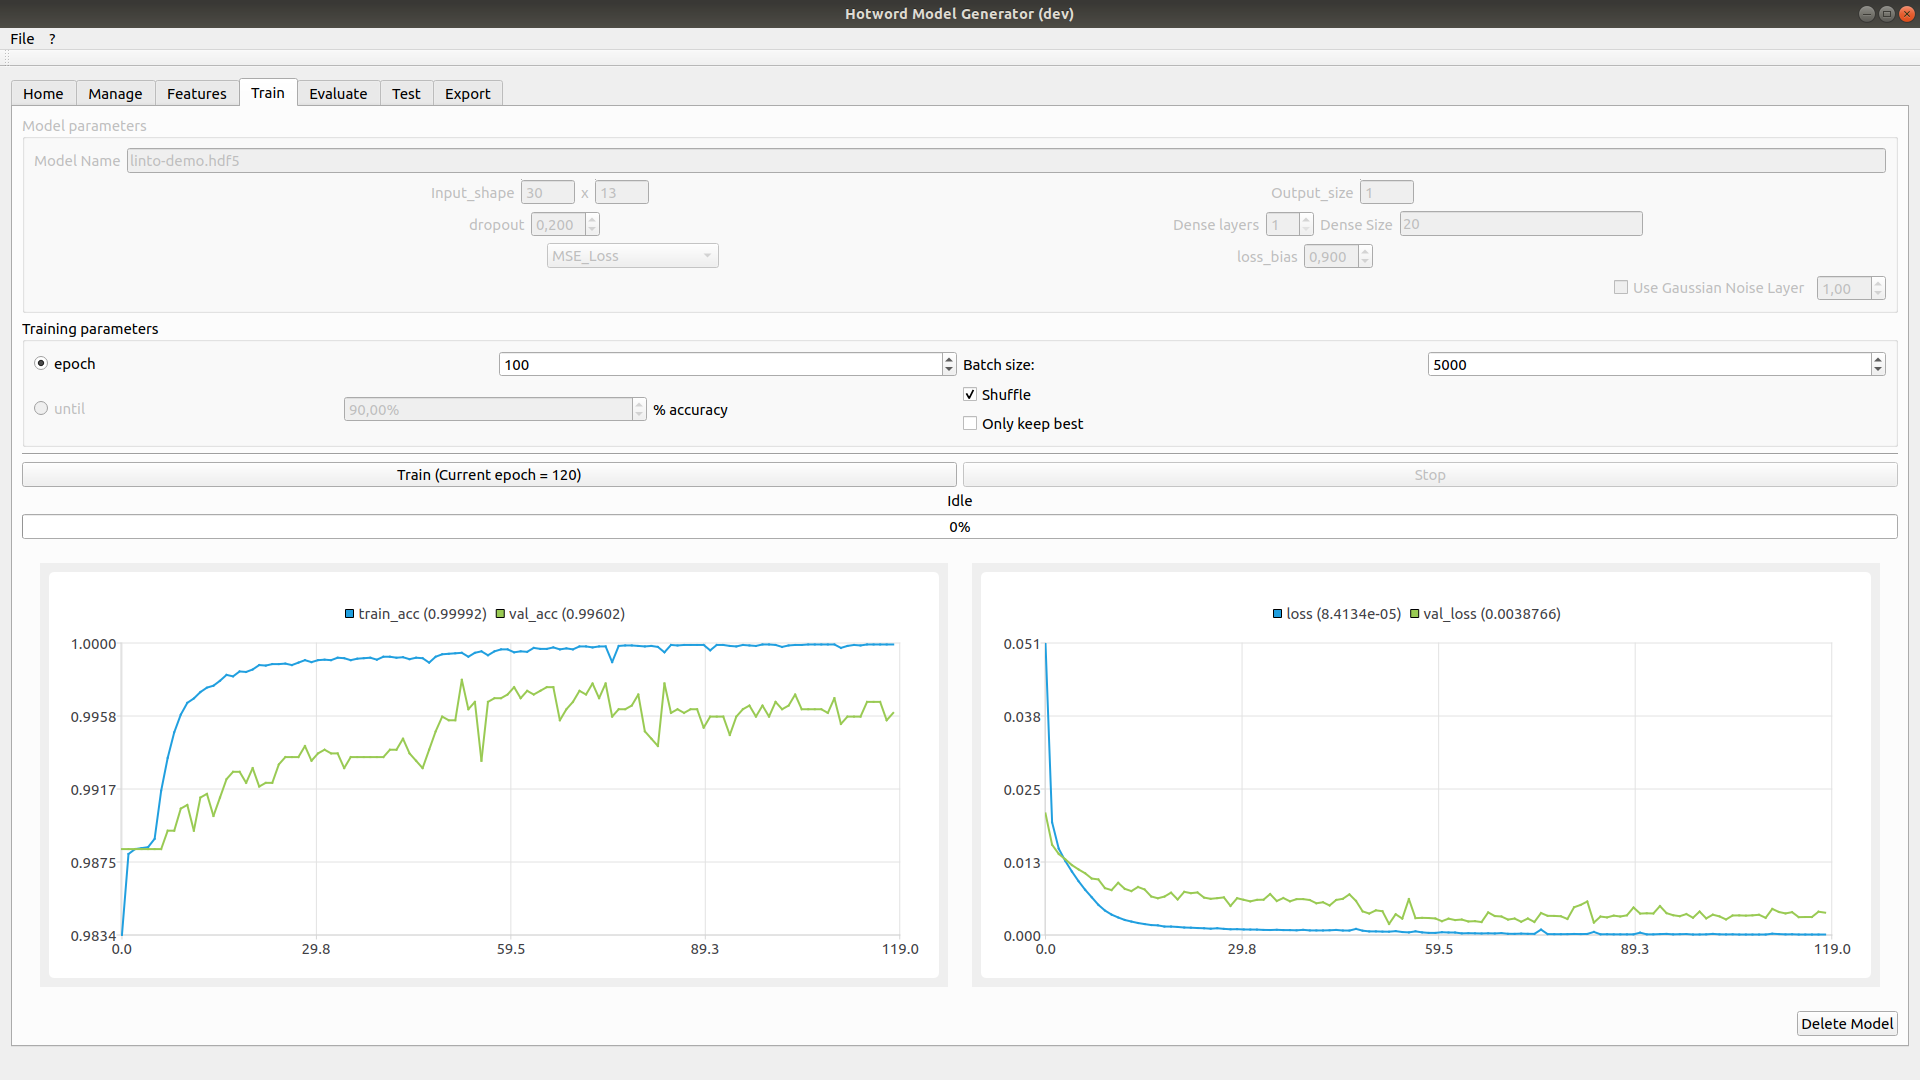 Hotword Model Generator (dev)
File ?
Home Manage Features Train Evaluate Test Export
Model parameters
Model Name linto-demo.hdf5
Input_shape 30 x 13 Output_size 1
dropout 0,200 Dense layers 1 Dense Size 20
MSE_Loss loss_bias 0,900
Use Gaussian Noise Layer 1,00
Training parameters
epoch 100 Batch size: 5000
Shuffle
until 90,00% % accuracy
Only keep best
Train (Current epoch = 120) Stop
Idle
0%
train_acc (0.99992) val_acc (0.99602)
1.0000
0.9958
0.9917
0.9875
0.9834
0.0 29.8 59.5 89.3 119.0
loss (8.4134e-05) val_loss (0.0038766)
0.051
0.038
0.025
0.013
0.000
0.0 29.8 59.5 89.3 119.0
Delete Model